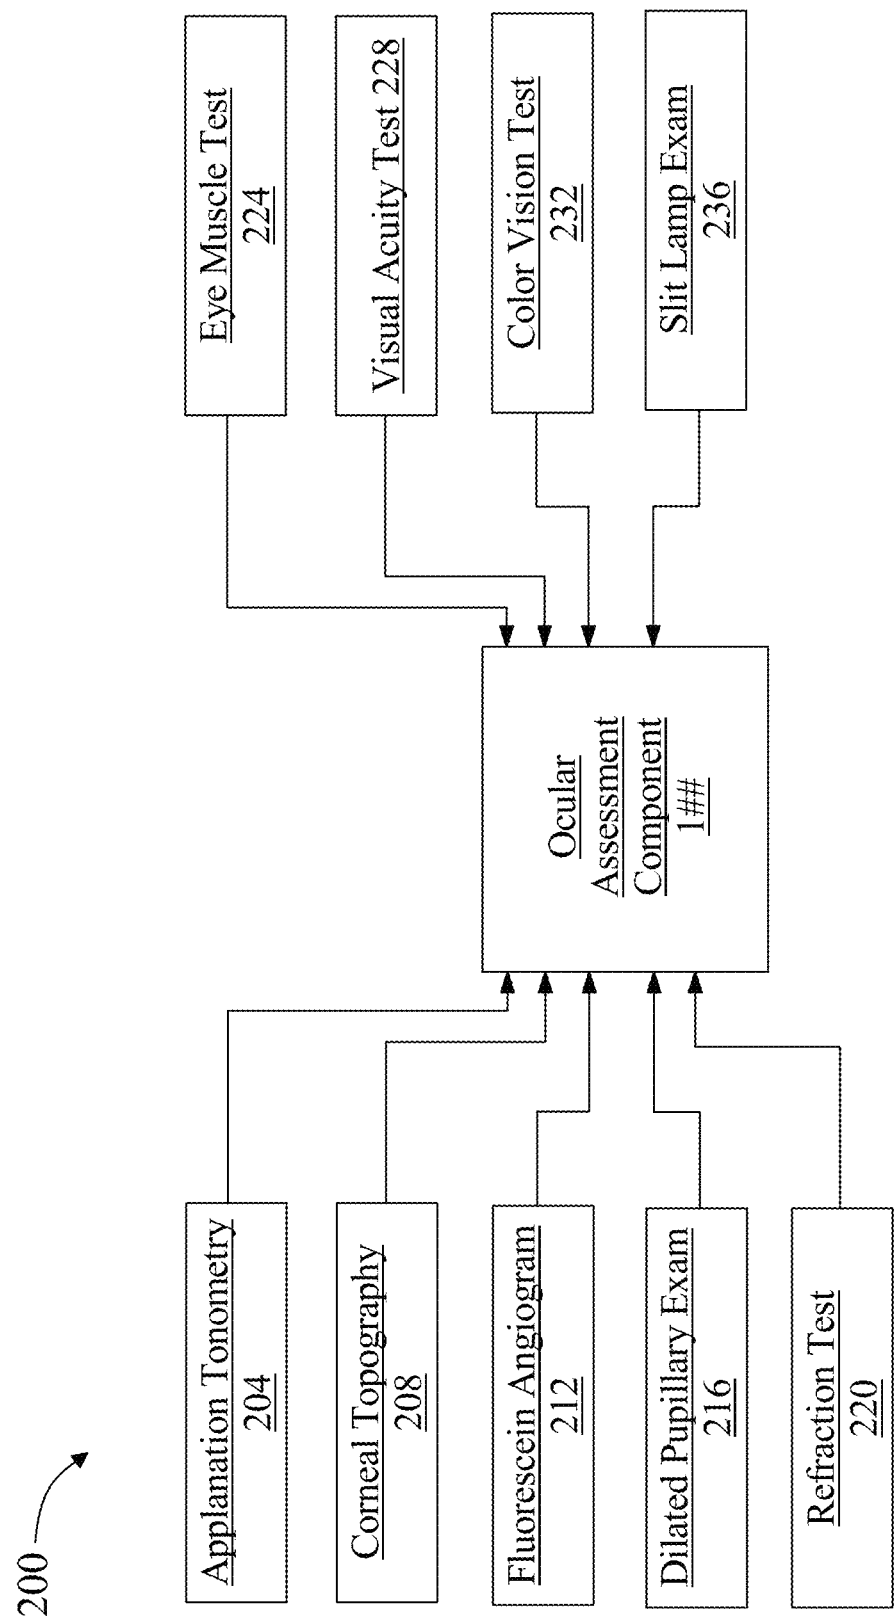 200
Applanation Tonometry
204
Corneal Topography
208
Fluorescein Angiogram
212
Dilated Pupillary Exam
216
Refraction Test
220
Ocular
Assessment
Component
1##
Eye Muscle Test
224
Visual Acuity Test 228
Color Vision Test
232
Slit Lamp Exam
236